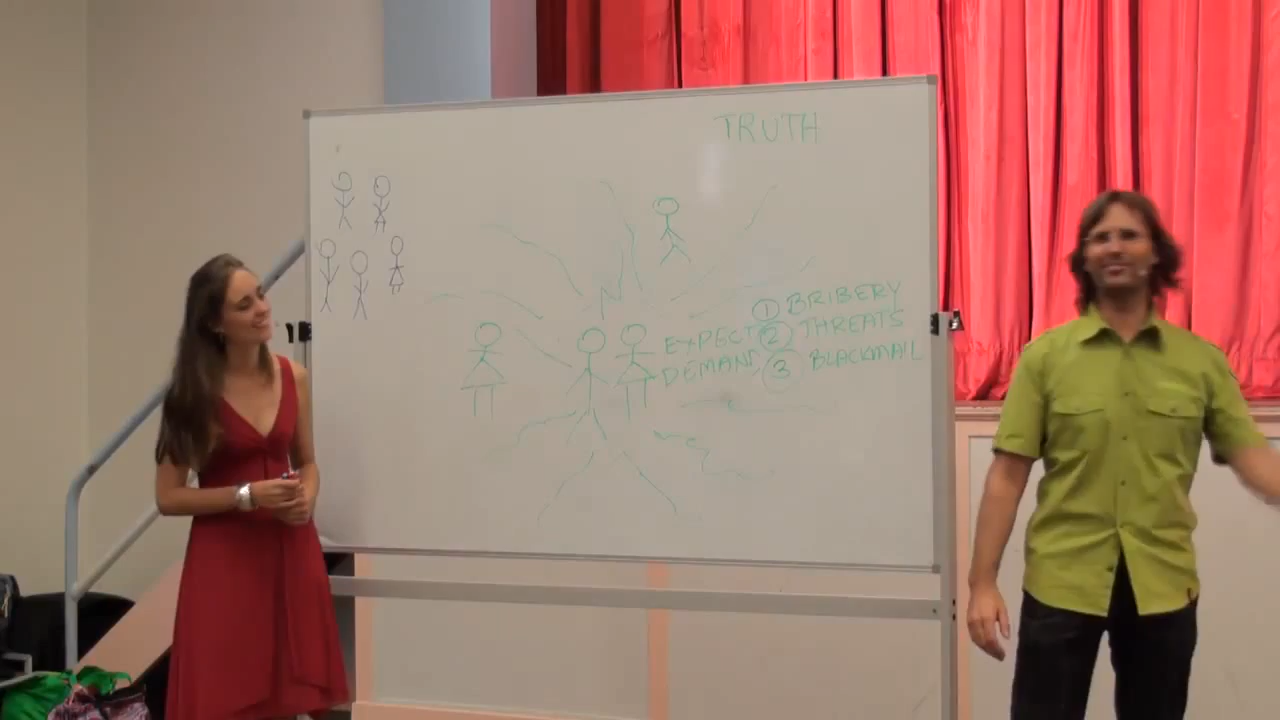 TRUTH
N
EXPECT ① BRIBERY
DEMAND ② THREATS
③ BLACKMAIL